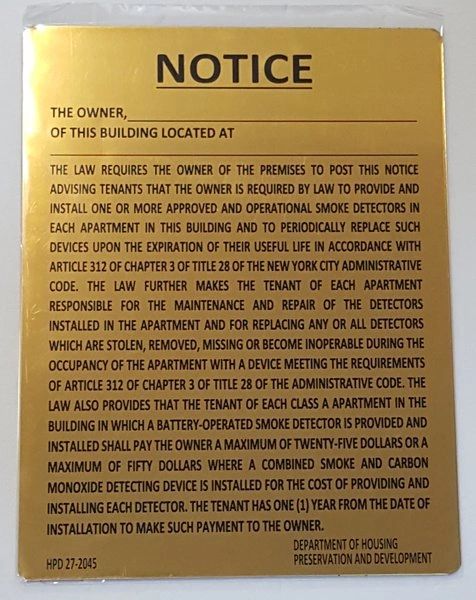 NOTICE
THE OWNER,
OF THIS BUILDING LOCATED AT
THE LAW REQUIRES THE OWNER OF THE PREMISES TO POST THIS NOTICE
ADVISING TENANTS THAT THE OWNER IS REQUIRED BY LAW TO PROVIDE AND
INSTALL ONE OR MORE APPROVED AND OPERATIONAL SMOKE DETECTORS IN
EACH APARTMENT IN THIS BUILDING AND TO PERIODICALLY REPLACE SUCH
DEVICES UPON THE EXPIRATION OF THEIR USEFUL LIFE IN ACCORDANCE WITH
ARTICLE 312 OF CHAPTER 3 OF TITLE 28 OF THE NEW YORK CITY ADMINISTRATIVE
CODE. THE LAW FURTHER MAKES THE TENANT OF EACH APARTMENT
RESPONSIBLE FOR THE MAINTENANCE AND REPAIR OF THE DETECTORS
INSTALLED IN THE APARTMENT AND FOR REPLACING ANY OR ALL DETECTORS
WHICH ARE STOLEN, REMOVED, MISSING OR BECOME INOPERABLE DURING THE
OCCUPANCY OF THE APARTMENT WITH A DEVICE MEETING THE REQUIREMENTS
OF ARTICLE 312 OF CHAPTER 3 OF TITLE 28 OF THE ADMINISTRATIVE CODE. THE
LAW ALSO PROVIDES THAT THE TENANT OF EACH CLASS A APARTMENT IN THE
BUILDING IN WHICH A BATTERY-OPERATED SMOKE DETECTOR IS PROVIDED AND
INSTALLED SHALL PAY THE OWNER A MAXIMUM OF TWENTY-FIVE DOLLARS OR A
MAXIMUM OF FIFTY DOLLARS WHERE A COMBINED SMOKE AND CARBON
MONOXIDE DETECTING DEVICE IS INSTALLED FOR THE COST OF PROVIDING AND
INSTALLING EACH DETECTOR. THE TENANT HAS ONE (1) YEAR FROM THE DATE OF
INSTALLATION TO MAKE SUCH PAYMENT TO THE OWNER.
DEPARTMENT OF HOUSING
PRESERVATION AND DEVELOPMENT
HPD 27-2045